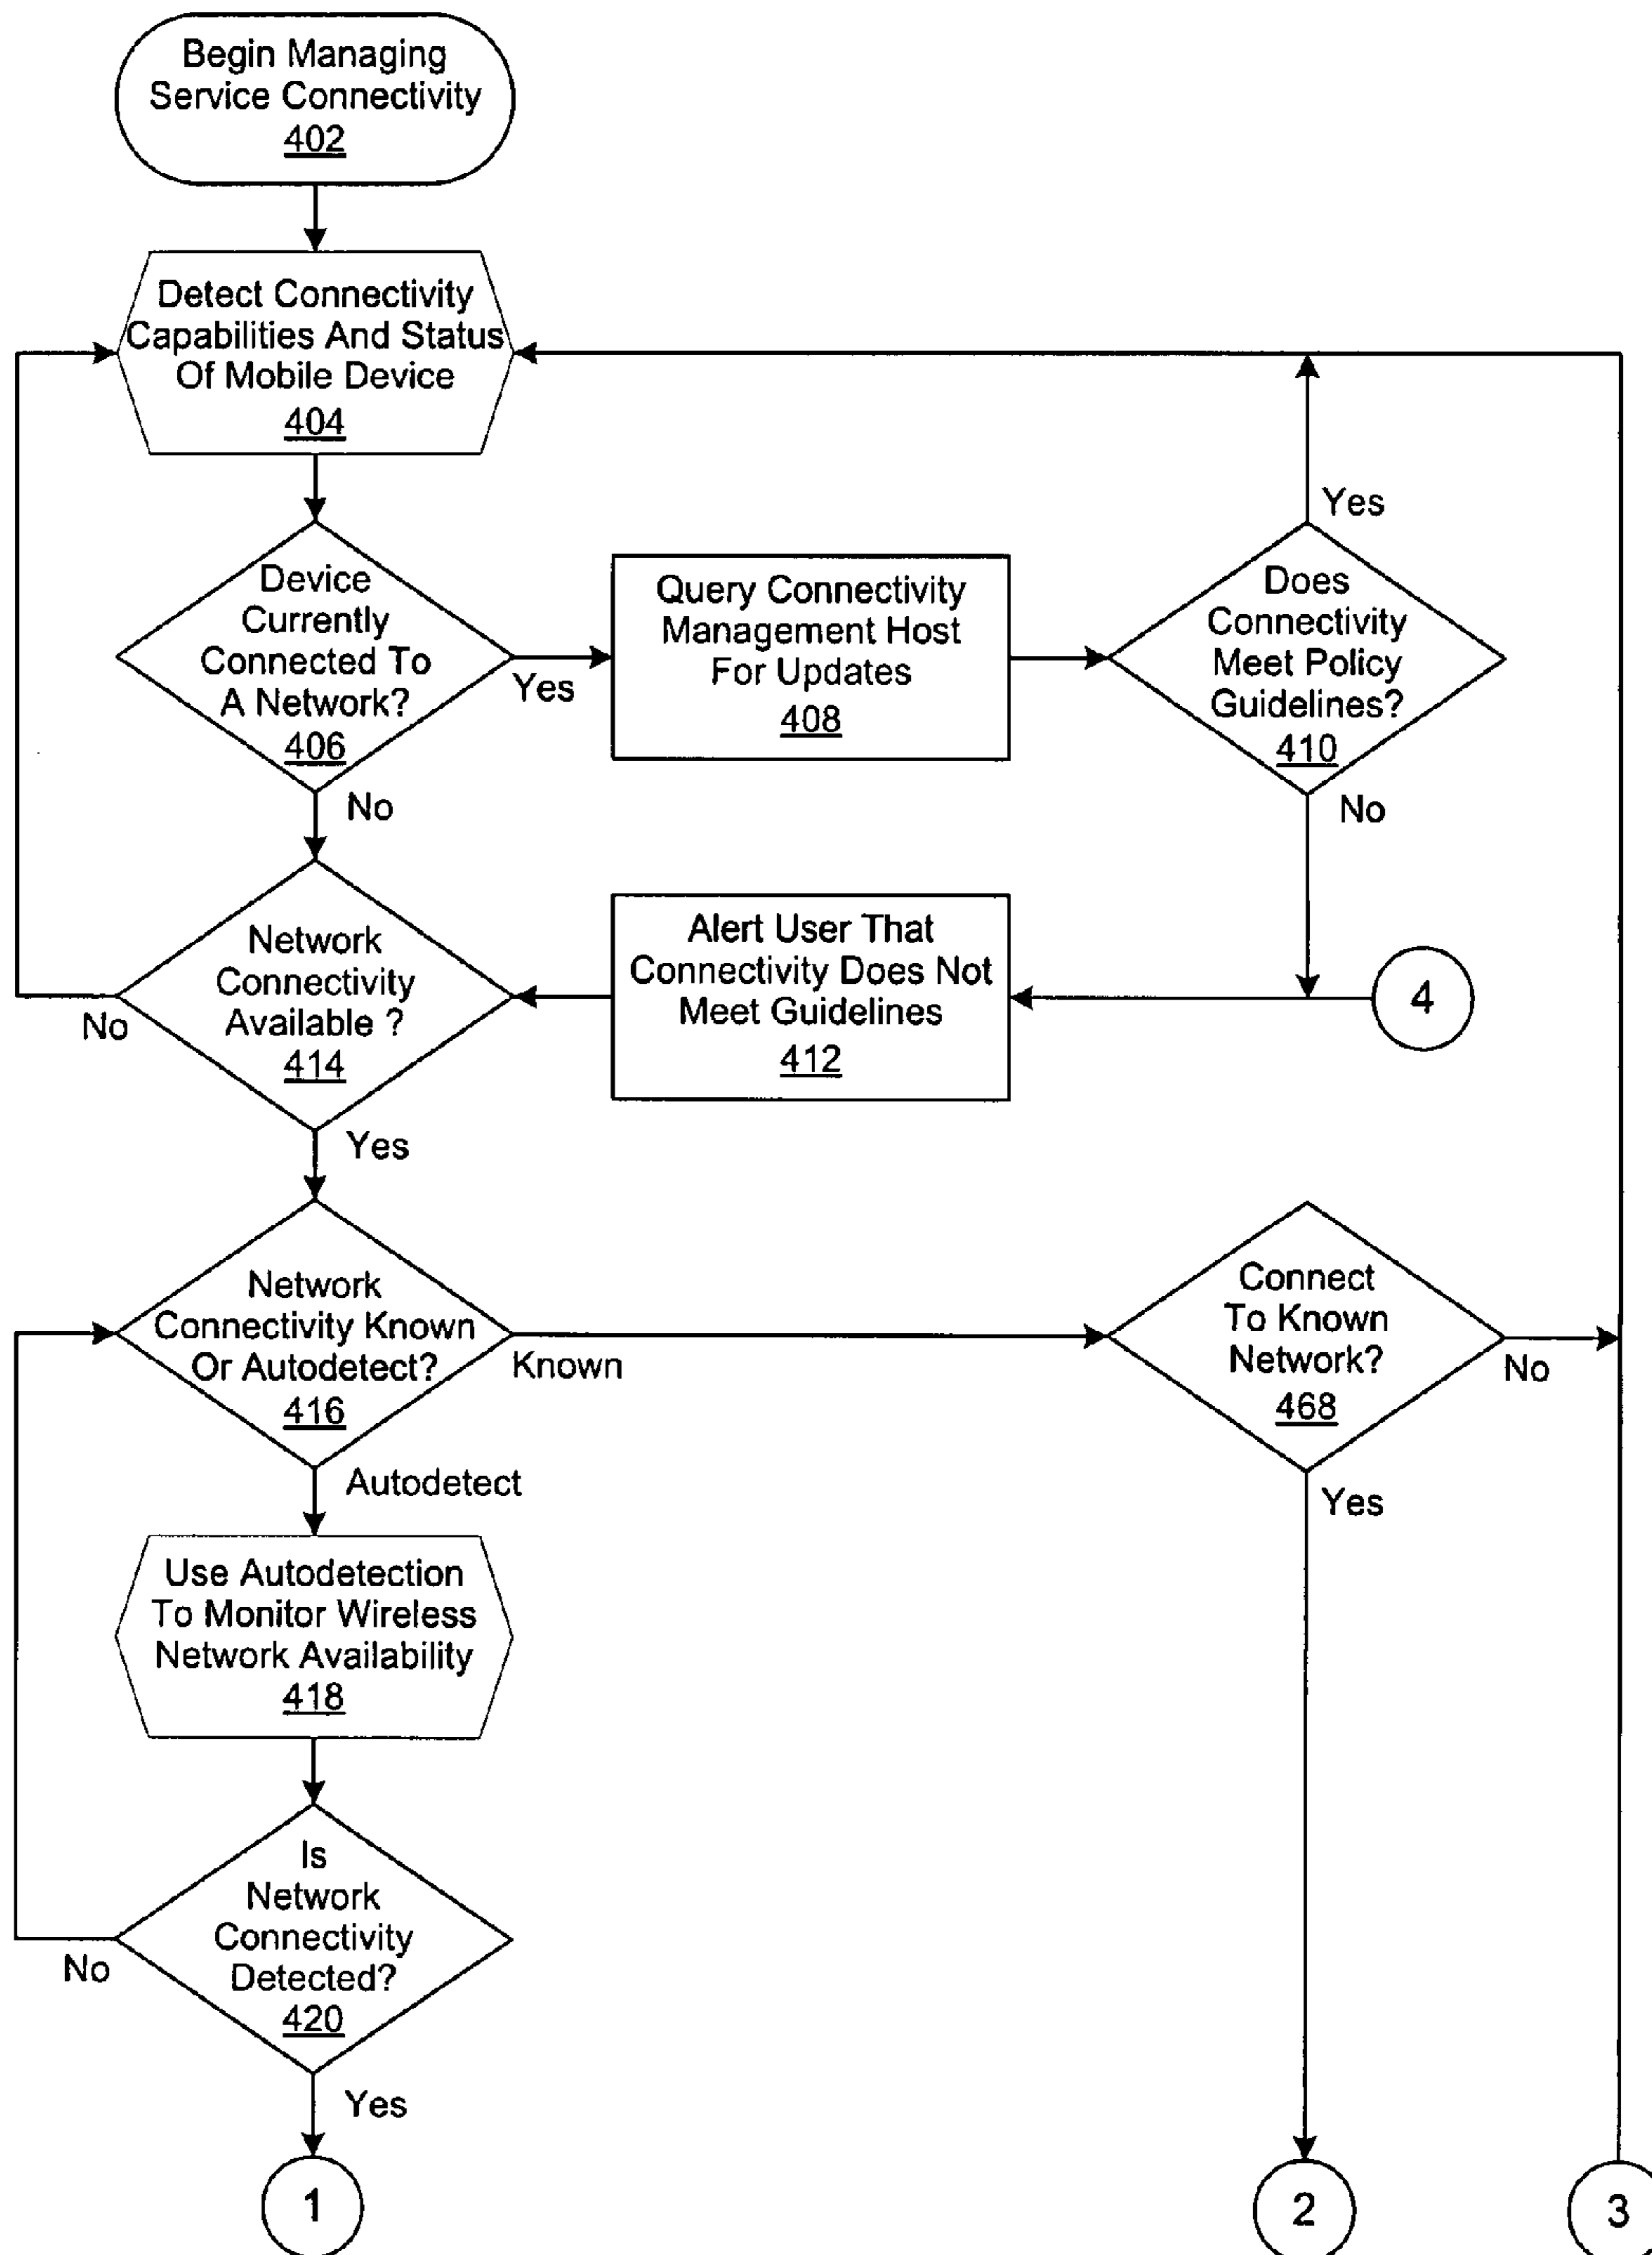 Begin Managing
Service Connectivity
402
Detect Connectivity
Capabilities And Status
Of Mobile Device
404
Device
Currently
Connected To
A Network?
406
Yes
No
Query Connectivity
Management Host
For Updates
408
Yes
Does
Connectivity
Meet Policy
Guidelines?
410
No
Network
Connectivity
Available ?
414
No
Yes
Alert User That
Connectivity Does Not
Meet Guidelines
412
4
Network
Connectivity Known
Or Autodetect?
416
Known
Autodetect
Connect
To Known
Network?
468
No
Yes
Use Autodetection
To Monitor Wireless
Network Availability
418
Is
Network
Connectivity
Detected?
420
No
Yes
1
2
3